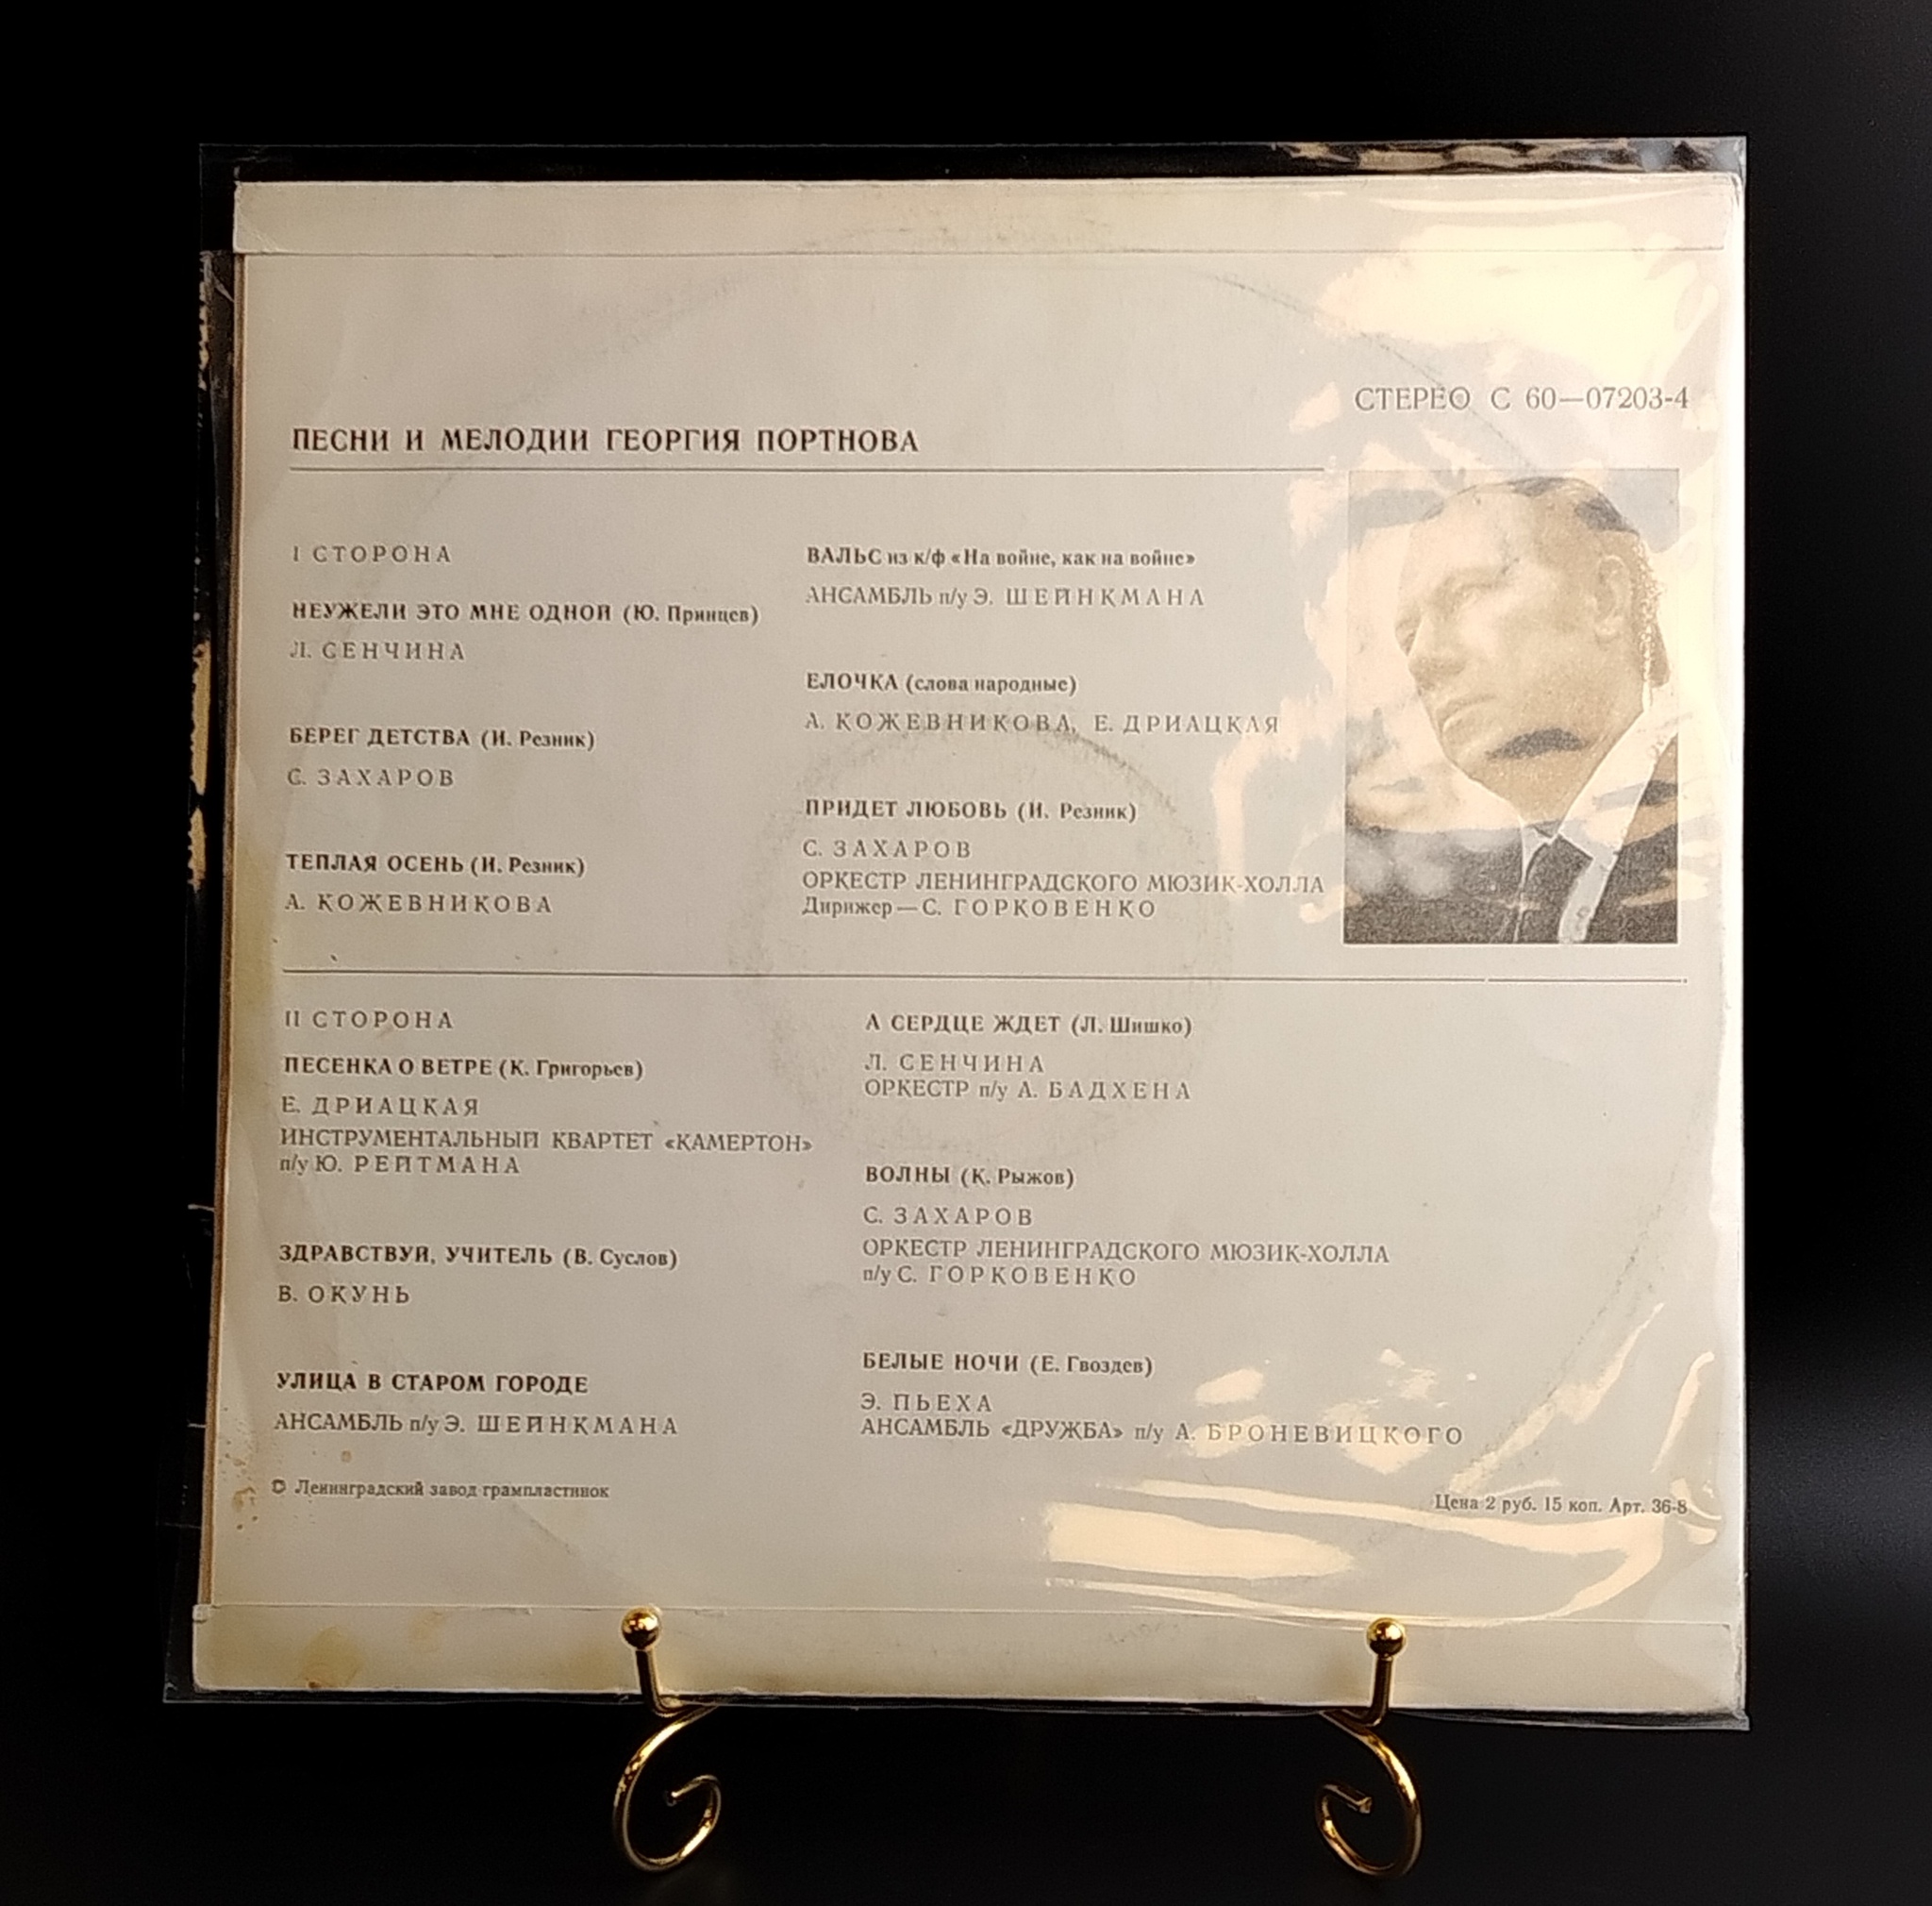 СТЕРЕО С 60—07203-4
ПЕСНИ И МЕЛОДИИ ГЕОРГИЯ ПОРТНОВА
I СТОРОНА
НЕУЖЕЛИ ЭТО МНЕ ОДНОЙ (Ю. Принцев)
Л. СЕНЧИНА
БЕРЕГ ДЕТСТВА (И. Резник)
С. ЗАХАРОВ
ТЕПЛАЯ ОСЕНЬ (И. Резник)
А. КОЖЕВНИКОВА
ВАЛЬС из к/ф «На войне, как на войне»
АНСАМБЛЬ п/у Э. ШЕЙНКМАНА
ЕЛОЧКА (слова народные)
А. КОЖЕВНИКОВА, Е. ДРИАЦКАЯ
ПРИДЕТ ЛЮБОВЬ (И. Резник)
С. ЗАХАРОВ
ОРКЕСТР ЛЕНИНГРАДСКОГО МЮЗИК-ХОЛЛА
Дирижер — С. ГОРКОВЕНКО
II СТОРОНА
ПЕСЕНКА О ВЕТРЕ (К. Григорьев)
Е. ДРИАЦКАЯ
ИНСТРУМЕНТАЛЬНЫЙ КВАРТЕТ «КАМЕРТОН»
п/у Ю. РЕЙТМАНА
ЗДРАВСТВУЙ, УЧИТЕЛЬ (В. Суслов)
В. ОКУНЬ
УЛИЦА В СТАРОМ ГОРОДЕ
АНСАМБЛЬ п/у Э. ШЕЙНКМАНА
А СЕРДЦЕ ЖДЕТ (Л. Шишко)
Л. СЕНЧИНА
ОРКЕСТР п/у А. БАДХЕНА
ВОЛНЫ (К. Рыжов)
С. ЗАХАРОВ
ОРКЕСТР ЛЕНИНГРАДСКОГО МЮЗИК-ХОЛЛА
п/у С. ГОРКОВЕНКО
БЕЛЫЕ НОЧИ (Е. Гвоздев)
Э. ПЬЕХА
АНСАМБЛЬ «ДРУЖБА» п/у А. БРОНЕВИЦКОГО
Ленинградский завод грампластинок
Цена 2 руб. 15 коп. Арт. 36-8